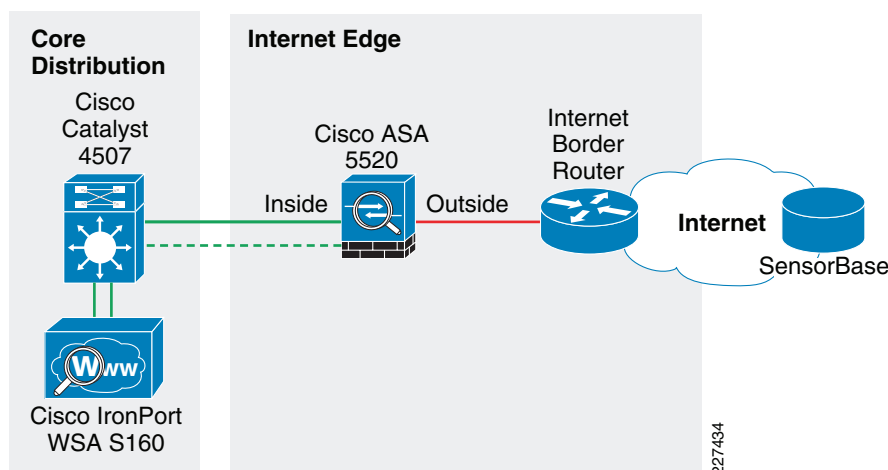 Core
Distribution
Internet Edge
Cisco
Catalyst
4507
Cisco ASA
5520
Internet
Border
Router
Inside
Outside
Internet
SensorBase
Www
Cisco IronPort
WSA S160
227434